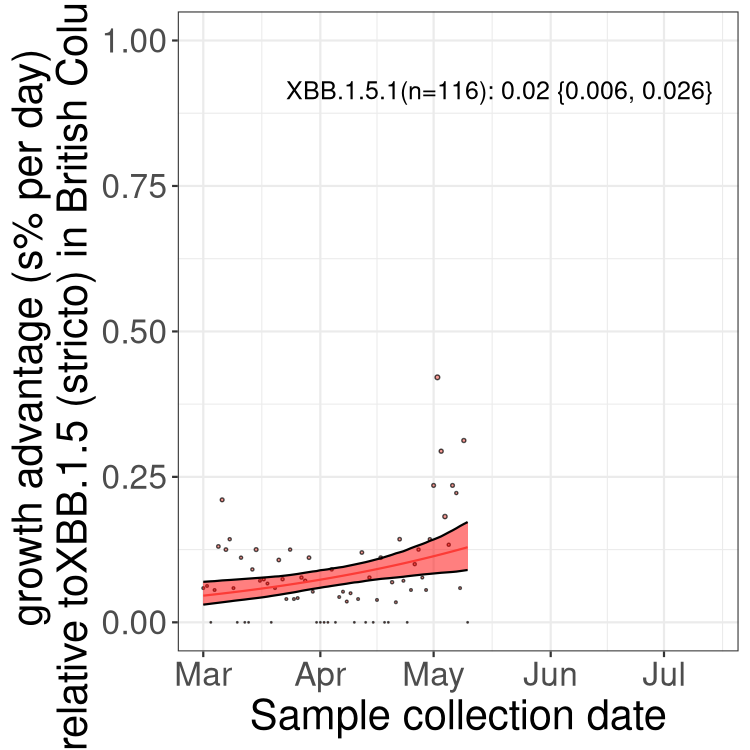 growth advantage (s% per day)
relative toXBB.1.5 (stricto) in British Colu
1.00
0.75
0.50
0.25
0.00
XBB.1.5.1(n=116): 0.02 {0.006, 0.026}
Mar Apr May Jun Jul
Sample collection date